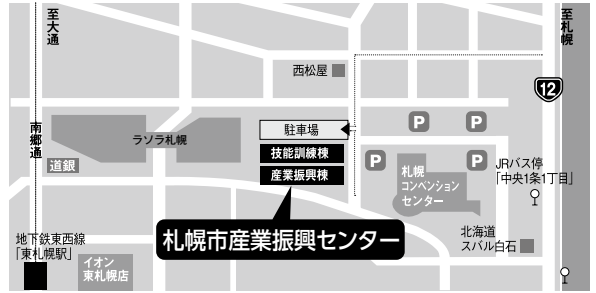 至大通
至札幌
西松屋
12
南郷通
ラソラ札幌
道銀
駐車場
技能訓練棟
産業振興棟
P
P
P
P
札幌
コンベンション
センター
JRバス停
「中央1条1丁目」
札幌市産業振興センター
北海道
スバル白石
地下鉄東西線
「東札幌駅」
イオン
東札幌店